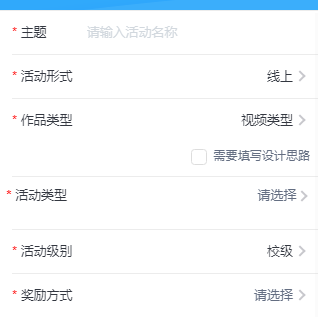 * 主题 请输入活动名称
* 活动形式 线上
* 作品类型 视频类型
需要填写设计思路
* 活动类型 请选择
* 活动级别 校级
* 奖励方式 请选择